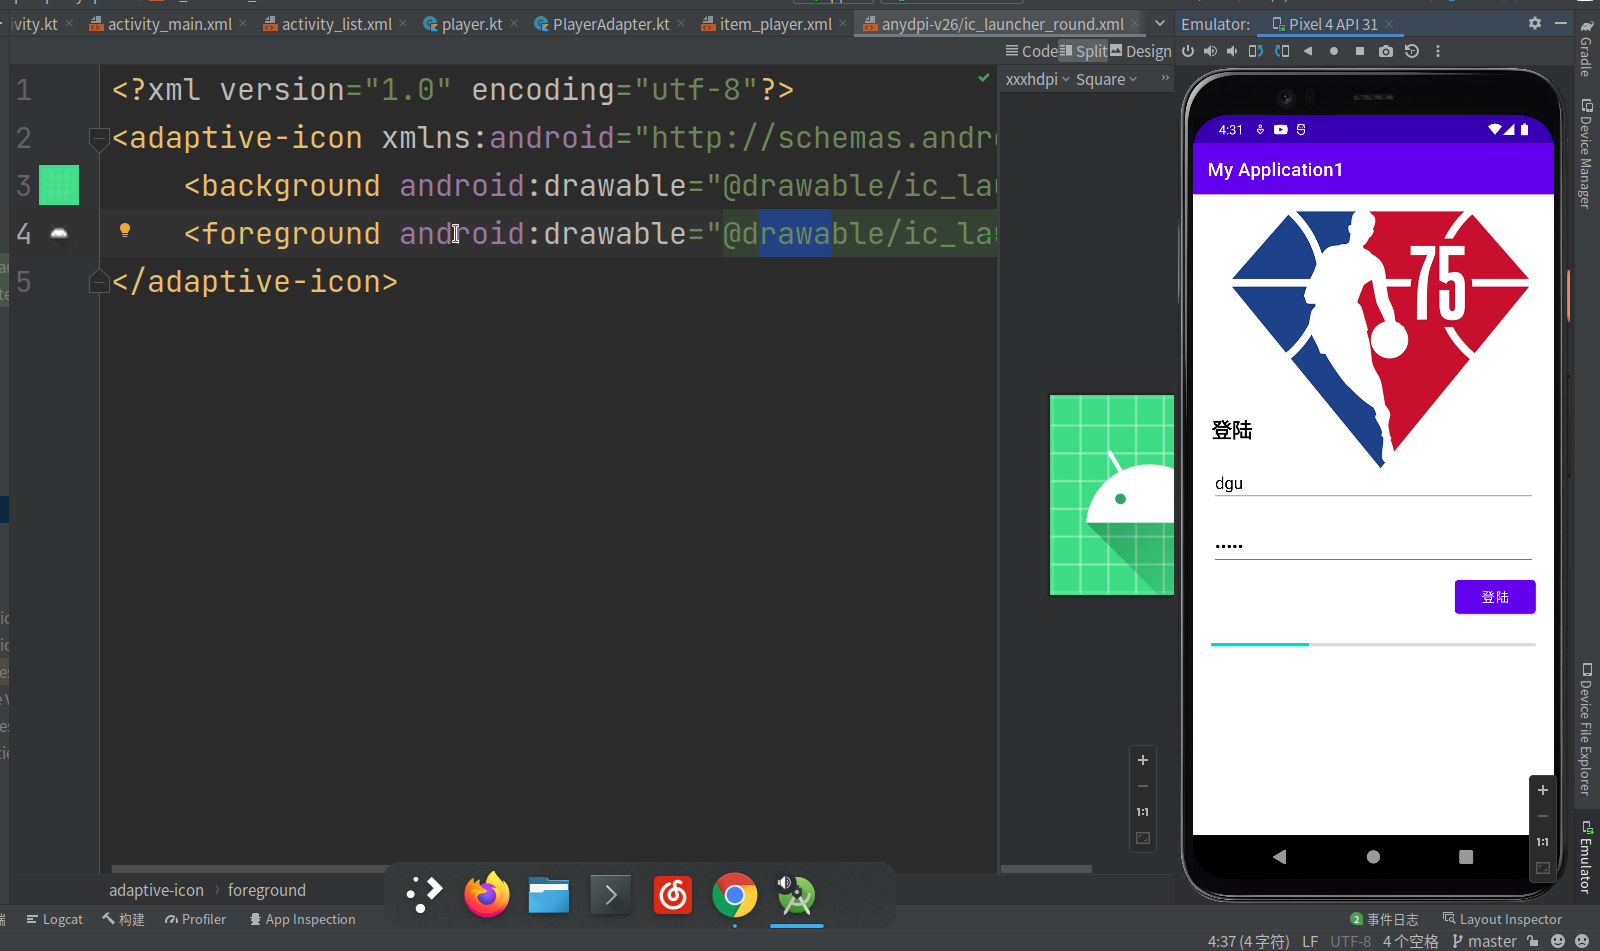 ivity.kt activity_main.xml activity_list.xml player.kt PlayerAdapter.kt item_player.xml anydpi-v26/ic_launcher_round.xml Emulator: Pixel 4 API 31
Code Split Design
xxxhdpi Square
1 <?xml version="1.0" encoding="utf-8"?>
2 <adaptive-icon xmlns:android="http://schemas.andr
3 <background android:drawable="@drawable/ic_la
4 <foreground android:drawable="@drawable/ic_la
5 </adaptive-icon>
4:31
My Application1
75
登陆
dgu
•••••
登陆
1:1
1:1
Gradle
Device Manager
Device File Explorer
Emulator
adaptive-icon › foreground
Logcat 构建 Profiler App Inspection 2 事件日志 Layout Inspector
4:37 (4 字符) LF UTF-8 4 个空格 master